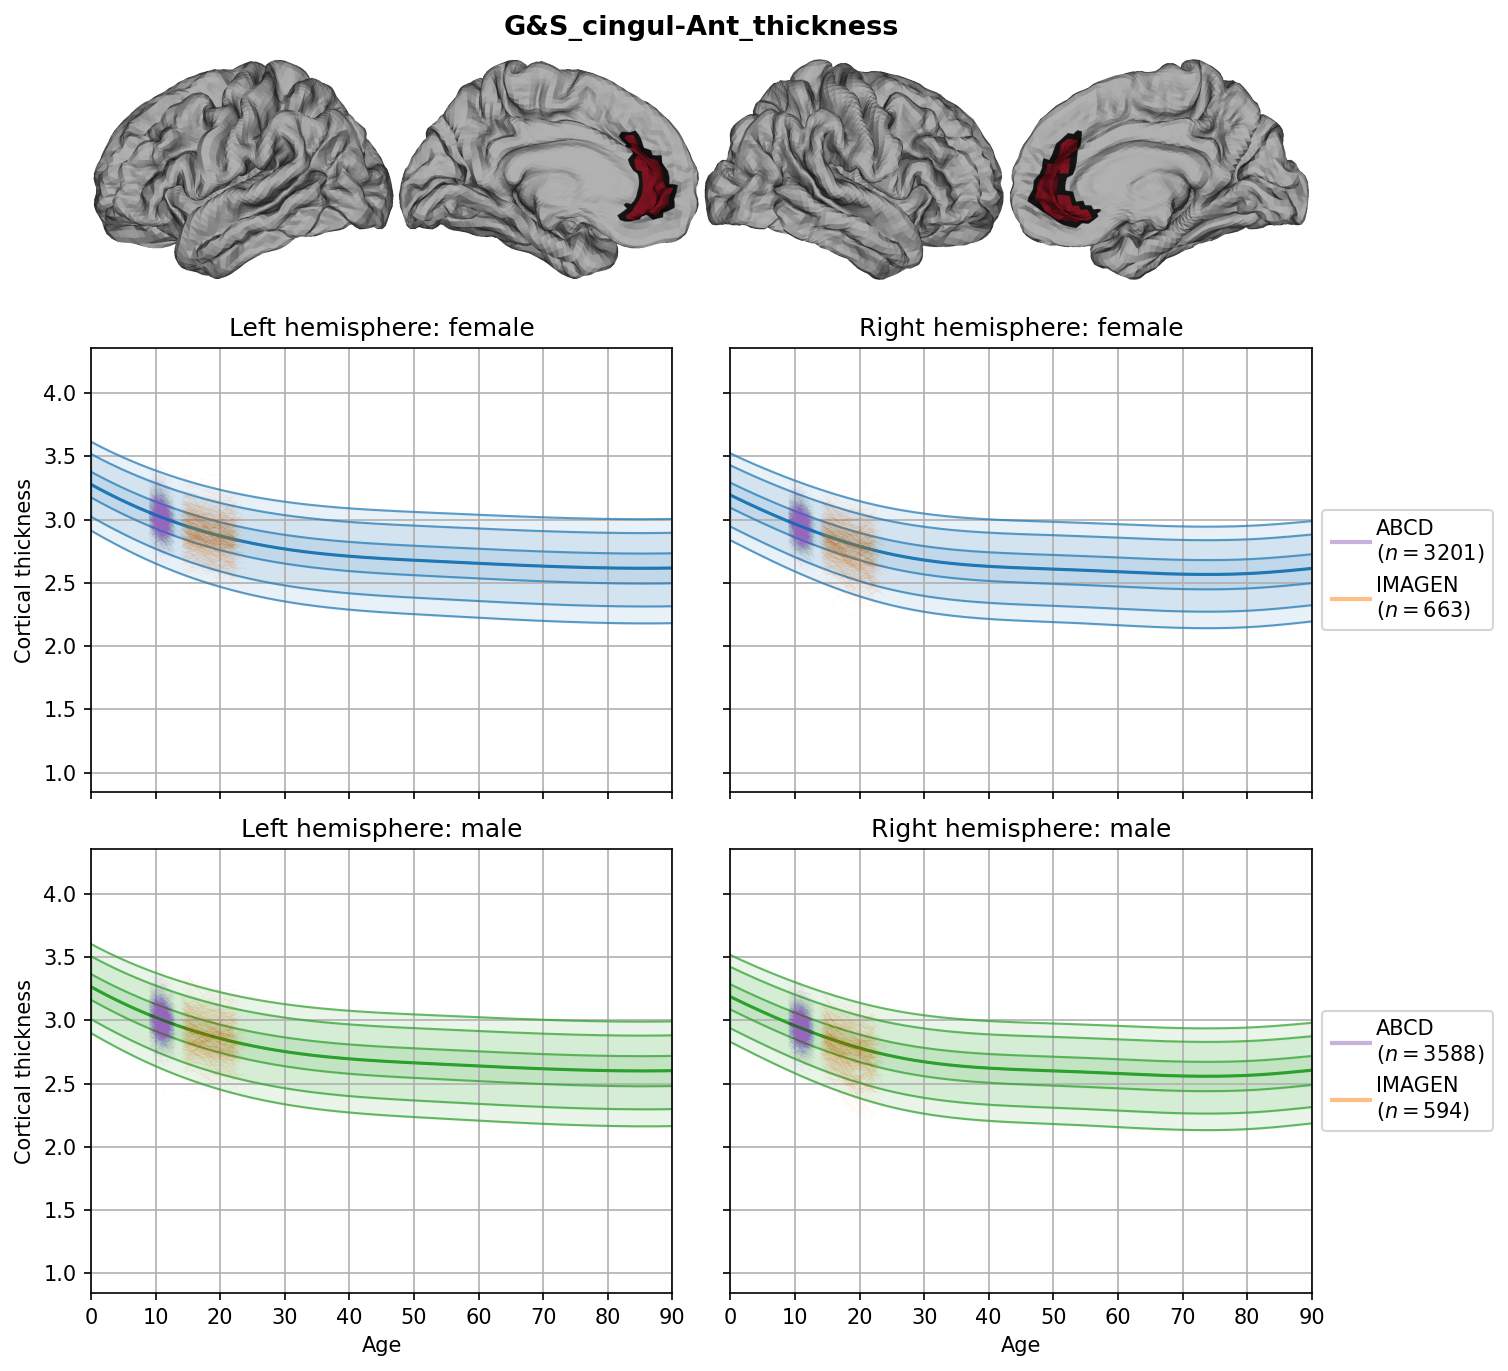 G&S_cingul-Ant_thickness
Left hemisphere: female
Right hemisphere: female
4.0
3.5
3.0
2.5
2.0
1.5
1.0
Cortical thickness
ABCD
(n = 3201)
IMAGEN
(n = 663)
Left hemisphere: male
Right hemisphere: male
4.0
3.5
3.0
2.5
2.0
1.5
1.0
Cortical thickness
ABCD
(n = 3588)
IMAGEN
(n = 594)
0 10 20 30 40 50 60 70 80 90
0 10 20 30 40 50 60 70 80 90
Age
Age